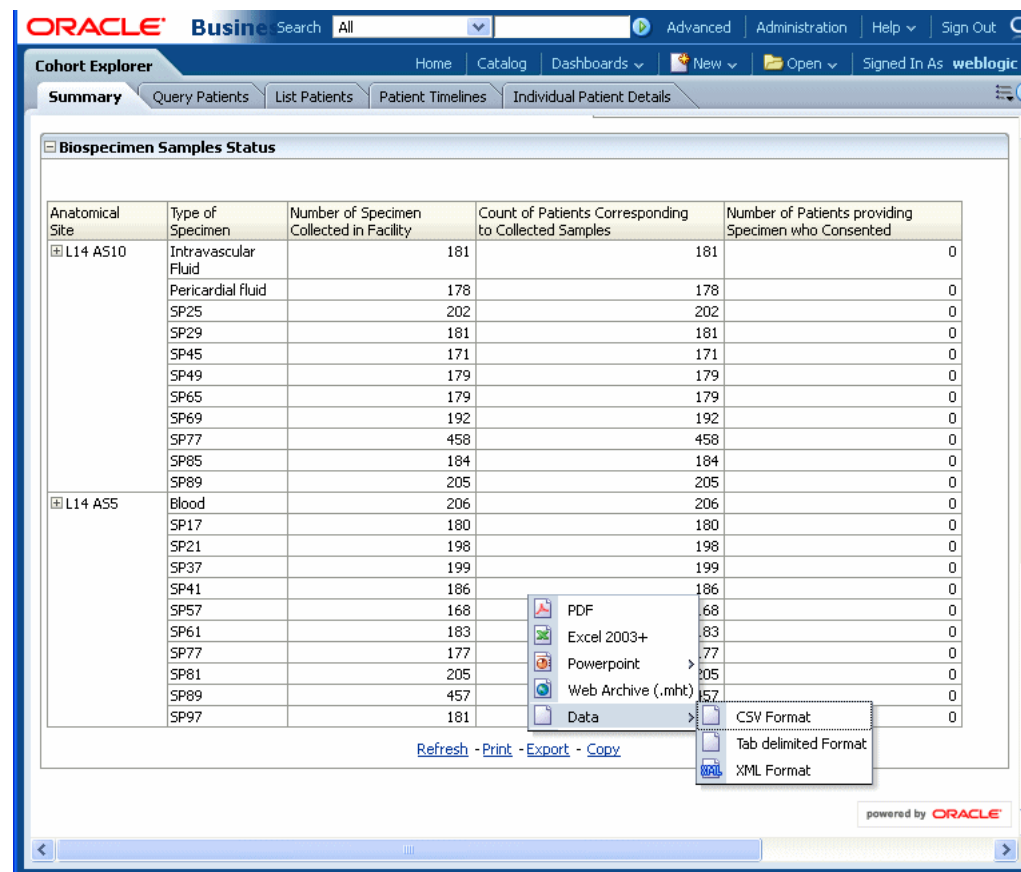 ORACLE Busines Search All Advanced Administration Help Sign Out
Cohort Explorer Home Catalog Dashboards New Open Signed In As weblogic
Summary Query Patients List Patients Patient Timelines Individual Patient Details
Biospecimen Samples Status
Anatomical Site Type of Specimen Number of Specimen Collected in Facility Count of Patients Corresponding to Collected Samples Number of Patients providing Specimen who Consented
L14 AS10 Intravascular Fluid 181 181 0
Pericardial fluid 178 178 0
SP25 202 202 0
SP29 181 181 0
SP45 171 171 0
SP49 179 179 0
SP65 179 179 0
SP69 192 192 0
SP77 458 458 0
SP85 184 184 0
SP89 205 205 0
L14 AS5 Blood 206 206 0
SP17 180 180 0
SP21 198 198 0
SP37 199 199 0
SP41 186 186 0
SP57 168 68 0
SP61 183 83 0
SP77 177 77 0
SP81 205 205 0
SP89 457 457 0
SP97 181 0
PDF
Excel 2003+
Powerpoint
Web Archive (.mht)
Data
CSV Format
Tab delimited Format
XML Format
Refresh - Print - Export - Copy
powered by ORACLE